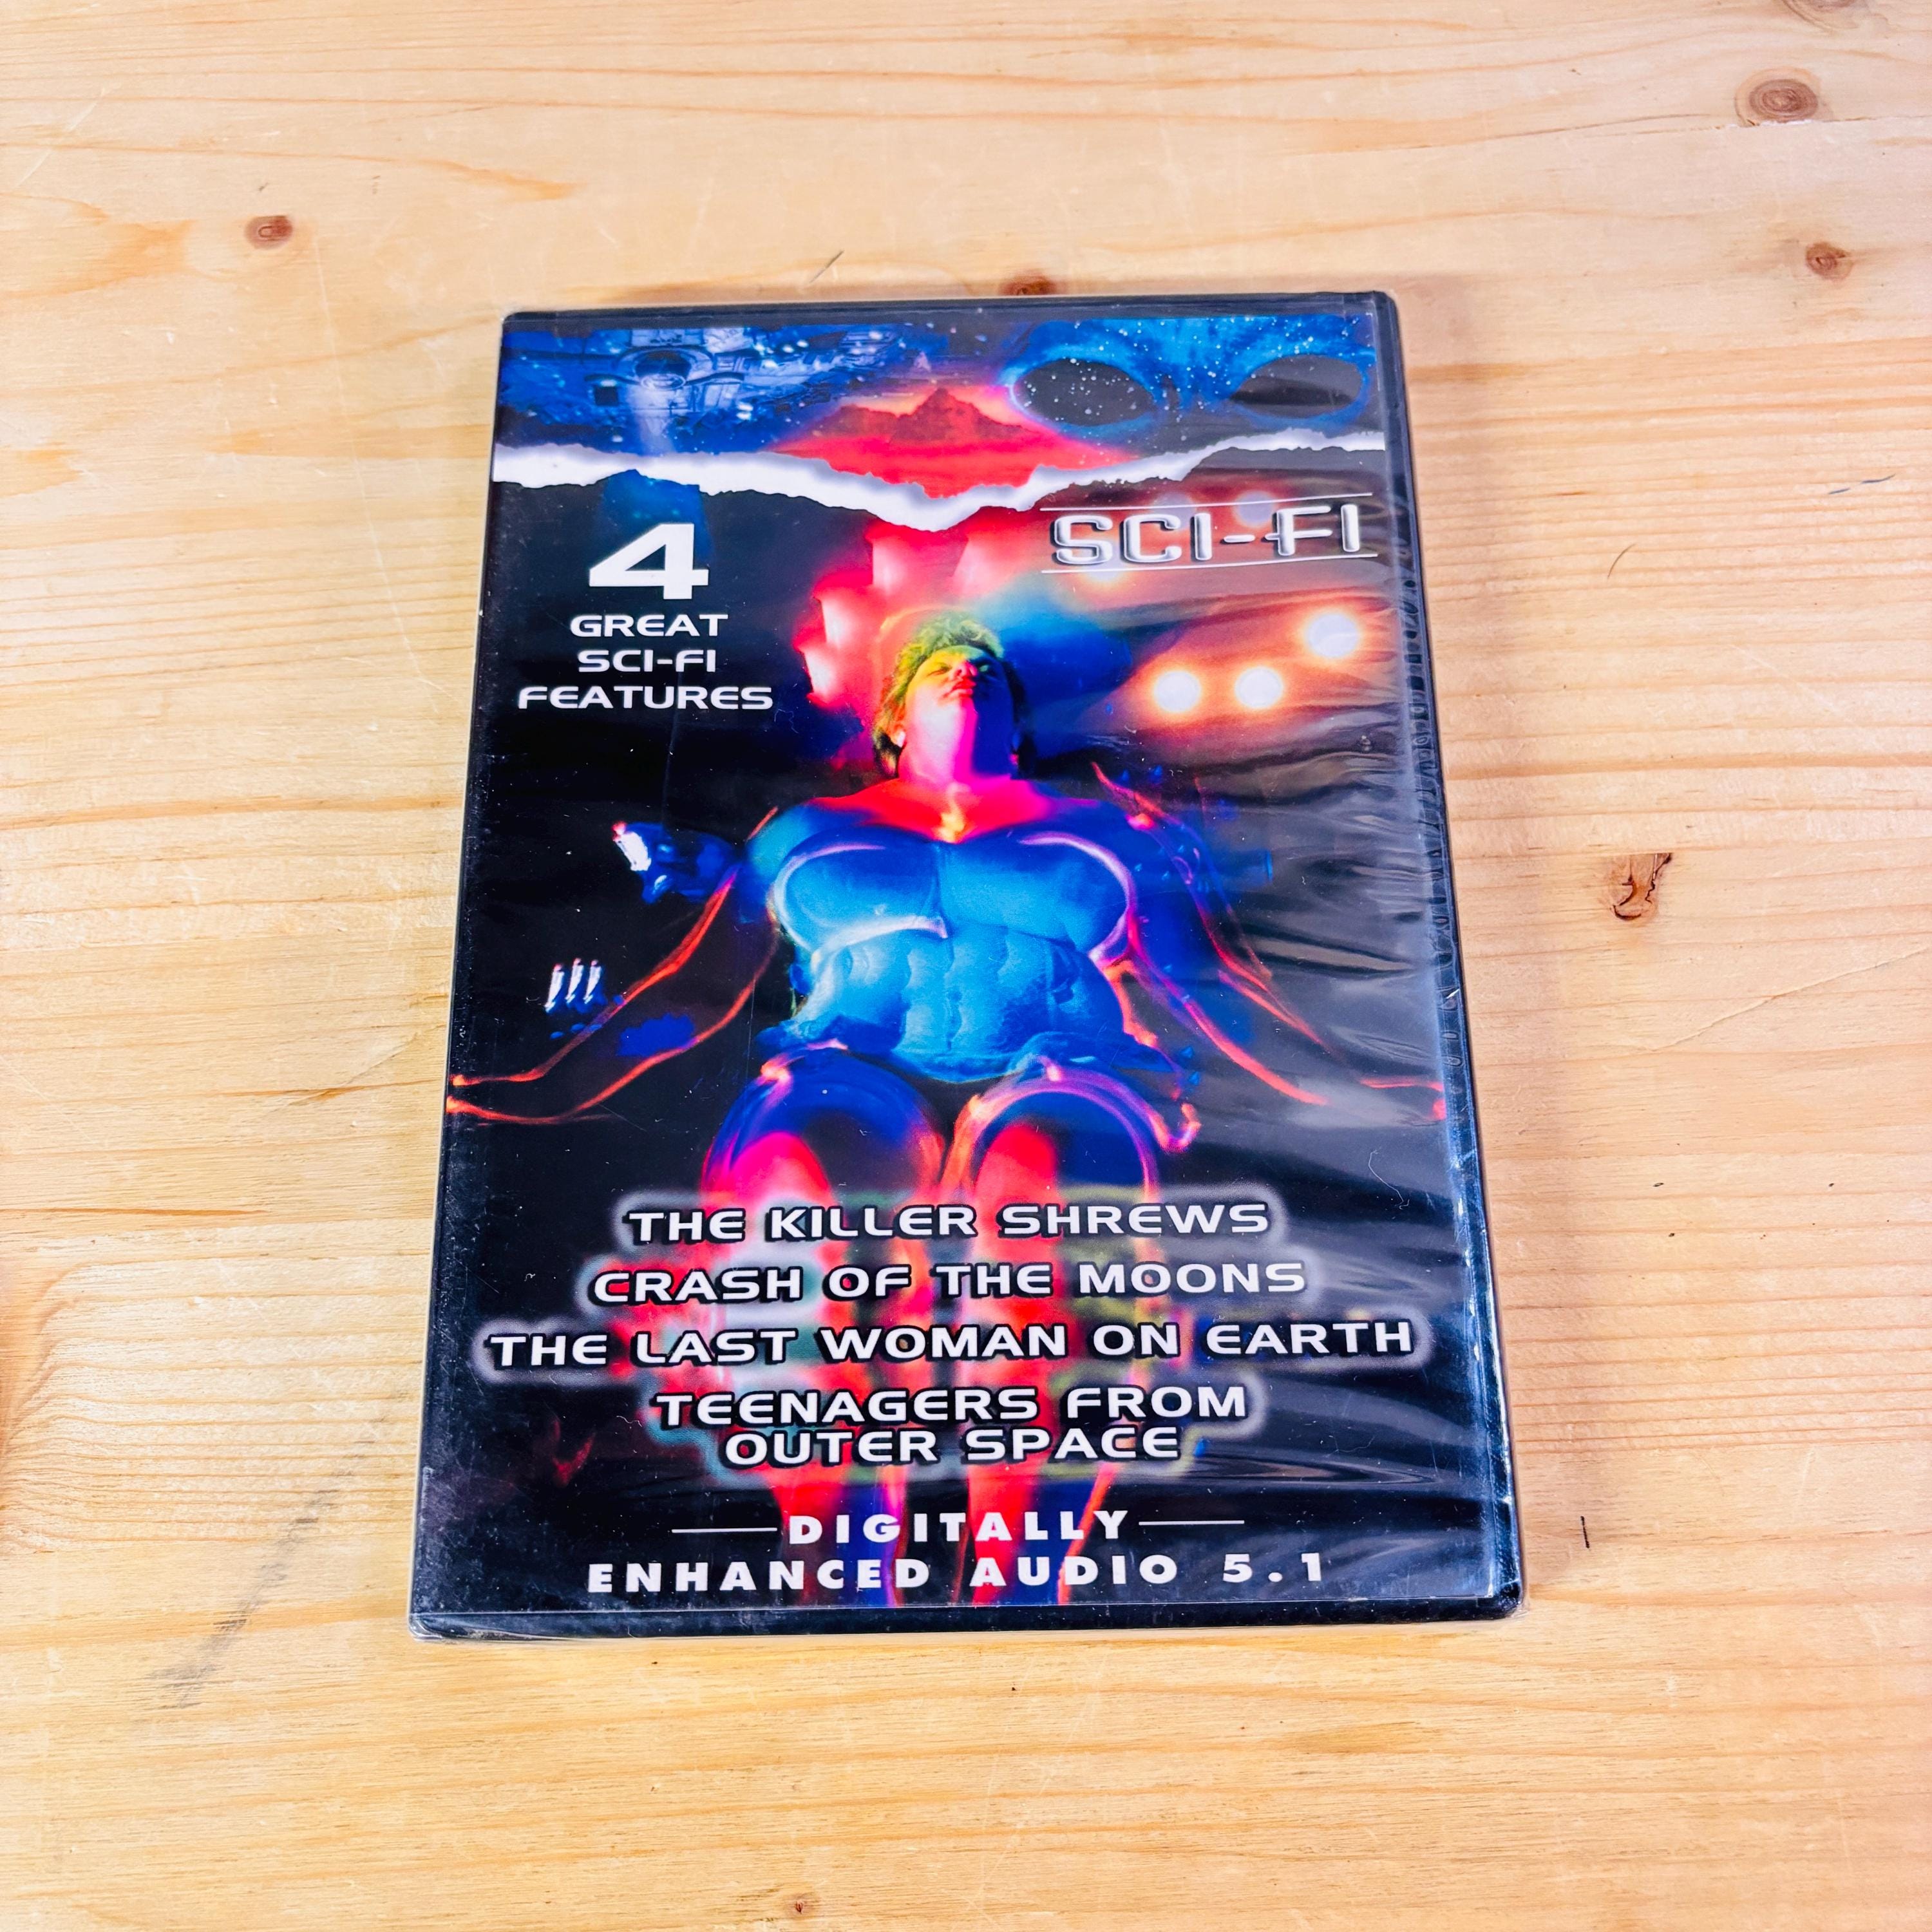 SCI-FI
4
GREAT
SCI-FI
FEATURES
THE KILLER SHREWS
CRASH OF THE MOONS
THE LAST WOMAN ON EARTH
TEENAGERS FROM
OUTER SPACE
DIGITALLY
ENHANCED AUDIO 5.1